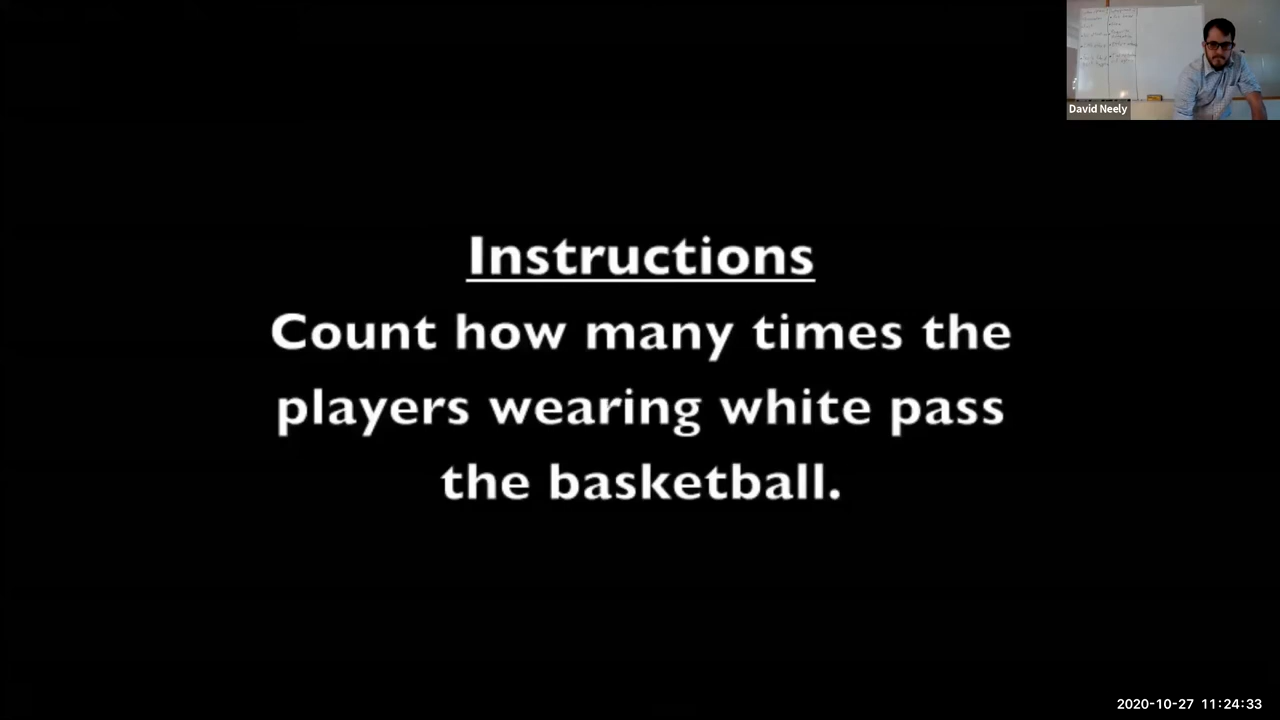 David Neely
Instructions
Count how many times the
players wearing white pass
the basketball.
2020-10-27 11:24:33